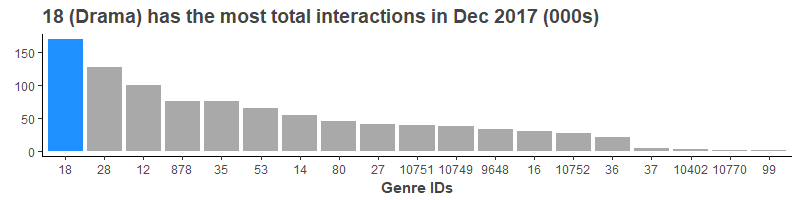 18 (Drama) has the most total interactions in Dec 2017 (000s)
150
100
50
0
18 28 12 878 35 53 14 80 27 10751 10749 9648 16 10752 36 37 10402 10770 99
Genre IDs